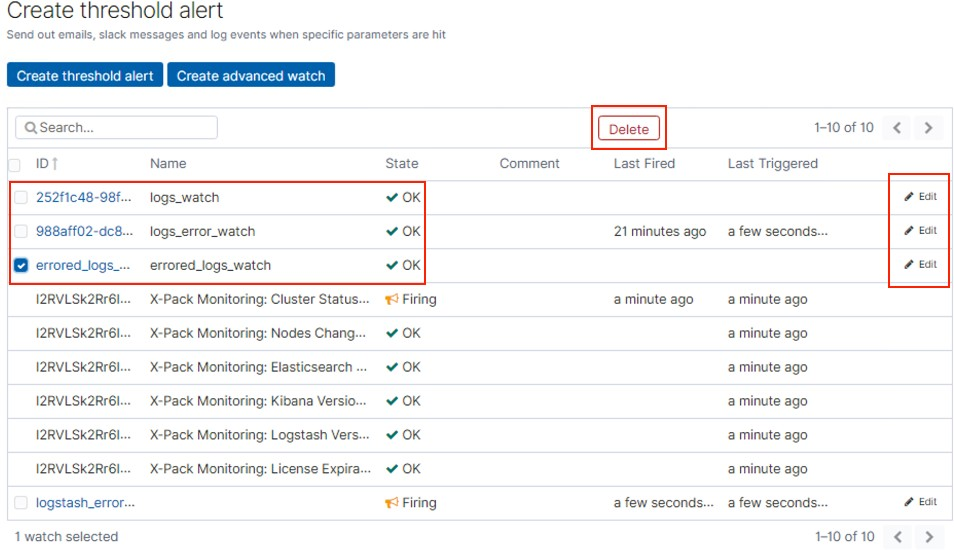 Create threshold alert
Send out emails, slack messages and log events when specific parameters are hit
Create threshold alert Create advanced watch
Search... Delete 1–10 of 10
ID↑ Name State Comment Last Fired Last Triggered
252f1c48-98f... logs_watch OK Edit
988aff02-dc8... logs_error_watch OK 21 minutes ago a few seconds... Edit
errored_logs_... errored_logs_watch OK Edit
I2RVLSk2Rr6I... X-Pack Monitoring: Cluster Status... Firing a minute ago a minute ago
I2RVLSk2Rr6I... X-Pack Monitoring: Nodes Chang... OK a minute ago
I2RVLSk2Rr6I... X-Pack Monitoring: Elasticsearch ... OK a minute ago
I2RVLSk2Rr6I... X-Pack Monitoring: Kibana Versio... OK a minute ago
I2RVLSk2Rr6I... X-Pack Monitoring: Logstash Vers... OK a minute ago
I2RVLSk2Rr6I... X-Pack Monitoring: License Expira... OK a minute ago
logstash_error... Firing a few seconds... a few seconds... Edit
1 watch selected 1–10 of 10